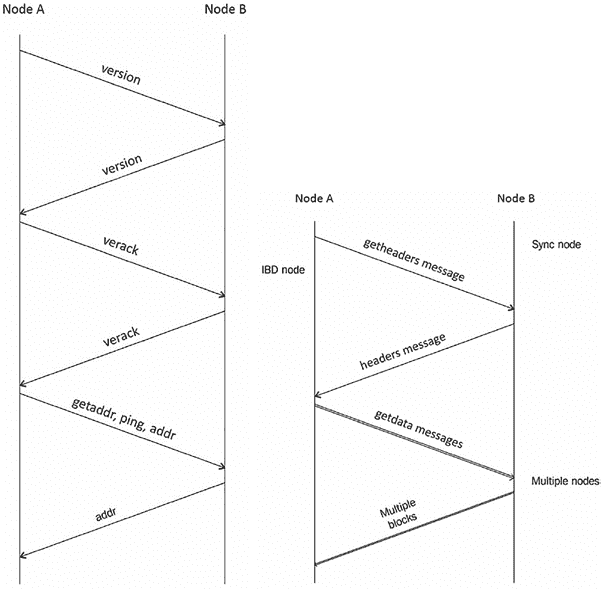 Node A
Node B
version
version
verack
verack
getaddr, ping, addr
addr
Node A
Node B
IBD node
Sync node
getheaders message
headers message
getdata messages
Multiple nodes
Multiple
blocks